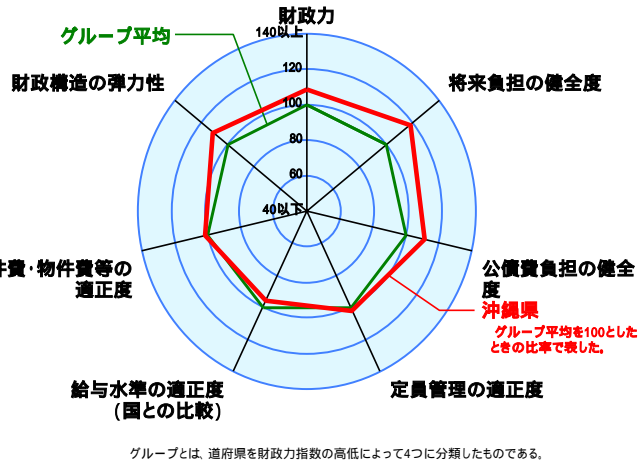 財政力
140以上
グループ平均
120
財政構造の弾力性
将来負担の健全度
100
80
60
40以下
件費・物件費等の
適正度
公債費負担の健全
度
沖縄県
グループ平均を100とした
ときの比率で表した。
給与水準の適正度
(国との比較)
定員管理の適正度
グループとは、道府県を財政力指数の高低によって4つに分類したものである。